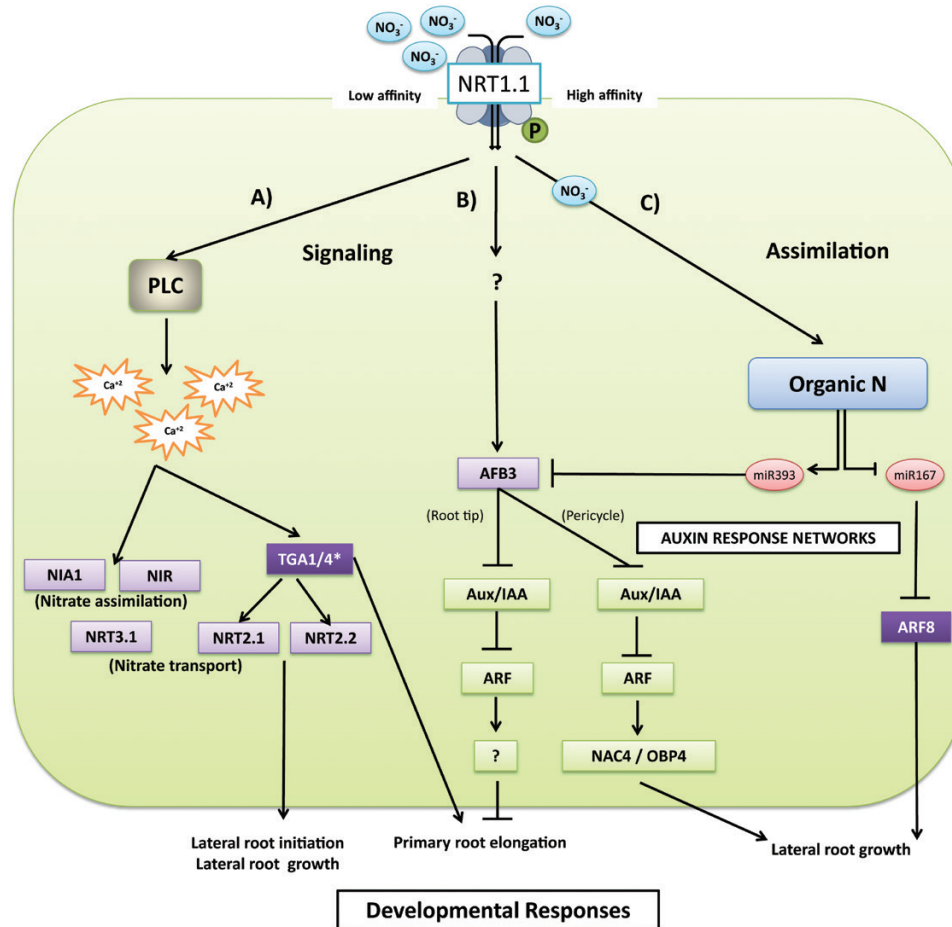 NO₃⁻
NO₃⁻
NO₃⁻
NO₃⁻
NRT1.1
Low affinity
High affinity
P
A)
B)
C)
NO₃⁻
Signaling
Assimilation
PLC
?
Ca⁺²
Ca⁺²
Ca⁺²
Organic N
AFB3
miR393
miR167
(Root tip)
(Pericycle)
AUXIN RESPONSE NETWORKS
TGA1/4*
NIA1
NIR
(Nitrate assimilation)
Aux/IAA
Aux/IAA
NRT3.1
NRT2.1
NRT2.2
(Nitrate transport)
ARF8
ARF
ARF
?
NAC4 / OBP4
Lateral root initiation
Lateral root growth
Primary root elongation
Lateral root growth
Developmental Responses